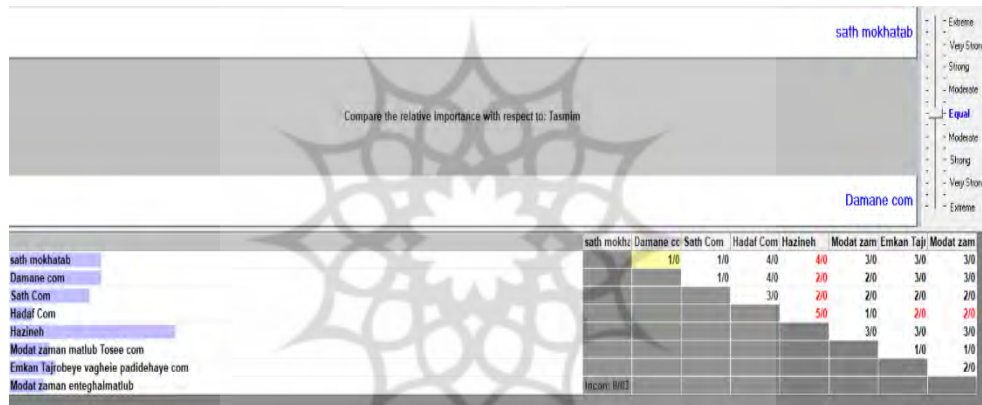 sath mokhatab
Extreme
Very Stron
Strong
Moderate
Compare the relative importance with respect to: Tasmim
Equal
Moderate
Strong
Damane com
Very Stron
Extreme
sath mokha Damane cc Sath Com Hadaf Com Hazineh Modat zam Emkan Tajr Modat zam
sath mokhatab 1/0 1/0 4/0 4/0 3/0 3/0 3/0
Damane com 1/0 4/0 2/0 2/0 3/0 3/0
Sath Com 3/0 2/0 2/0 2/0 2/0
Hadaf Com 5/0 1/0 2/0 2/0
Hazineh 3/0 3/0 3/0
Modat zaman matlub Tosee com 1/0 1/0
Emkan Tajrobeye vagheie padidehaye com 2/0
Modat zaman enteghalmatlub Incon: